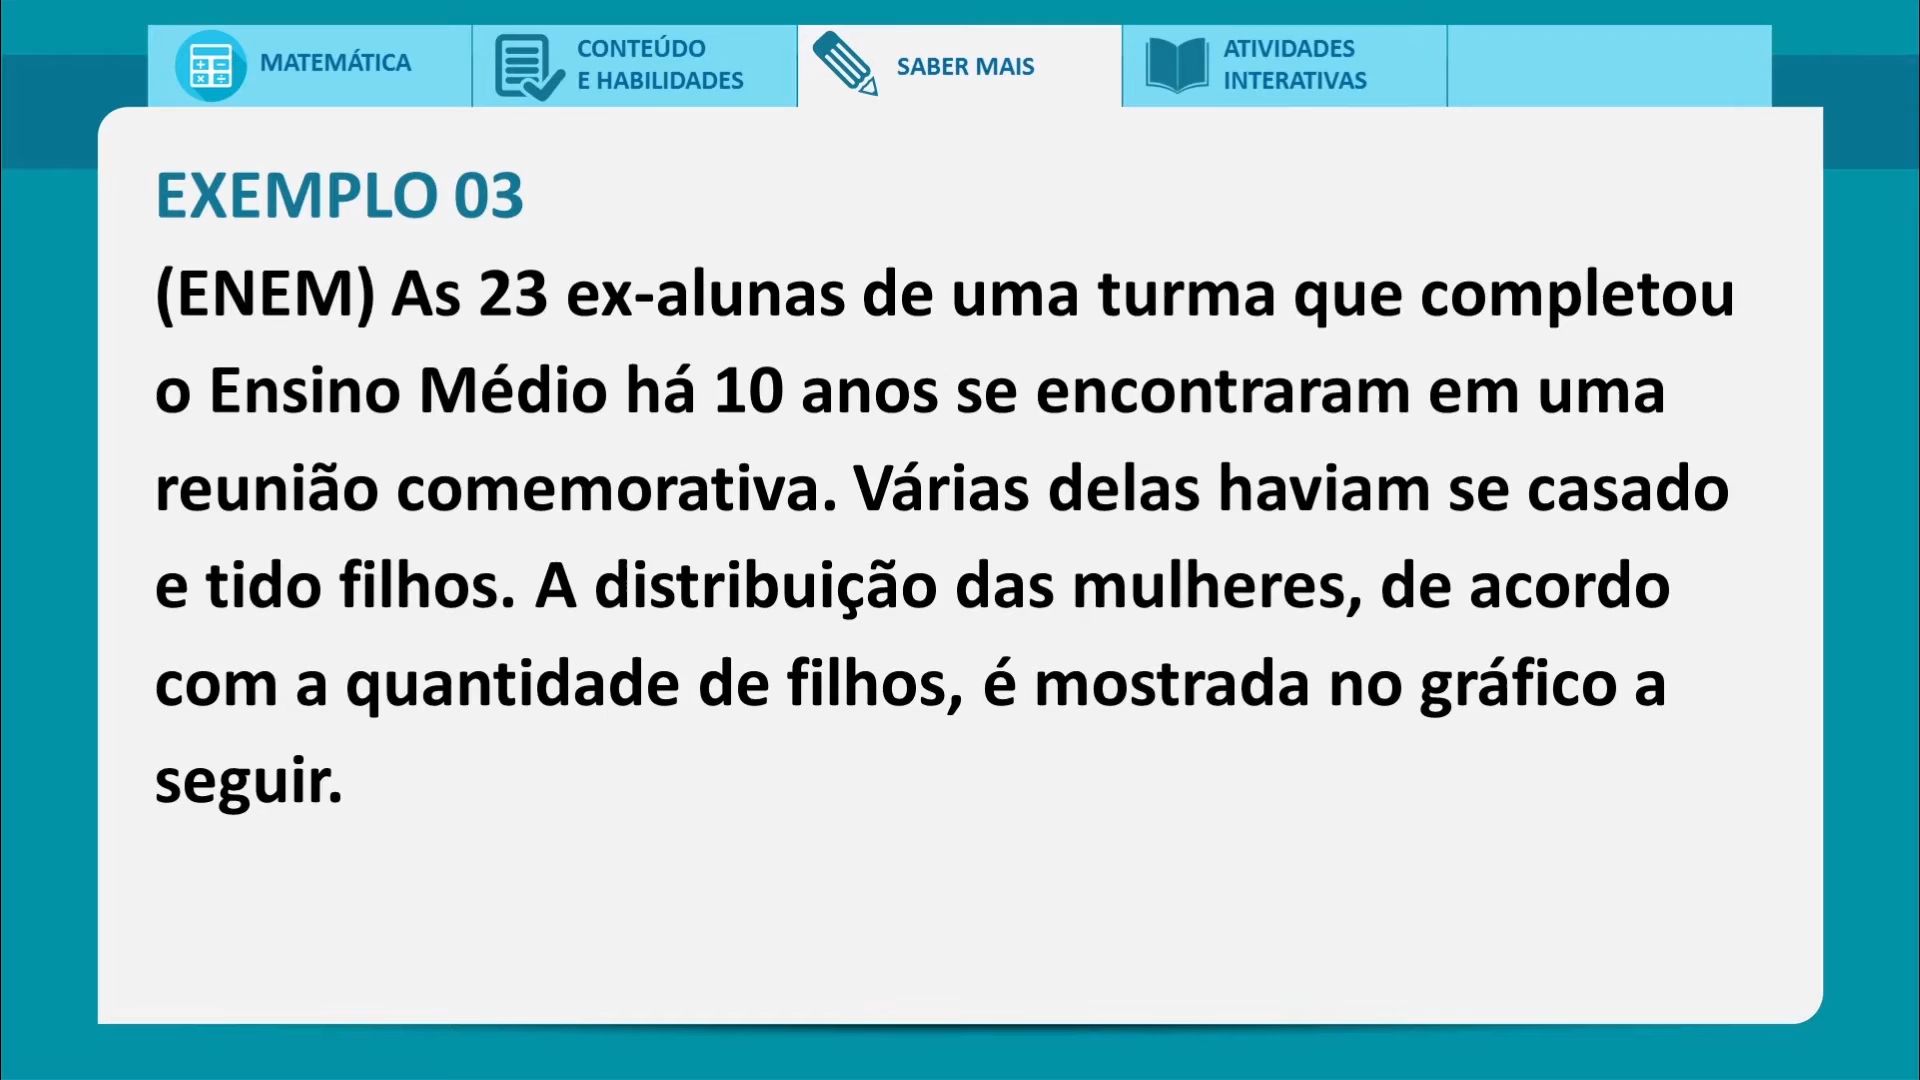 MATEMÁTICA
CONTEÚDO
E HABILIDADES
SABER MAIS
ATIVIDADES
INTERATIVAS
EXEMPLO 03
(ENEM) As 23 ex-alunas de uma turma que completou
o Ensino Médio há 10 anos se encontraram em uma
reunião comemorativa. Várias delas haviam se casado
e tido filhos. A distribuição das mulheres, de acordo
com a quantidade de filhos, é mostrada no gráfico a
seguir.